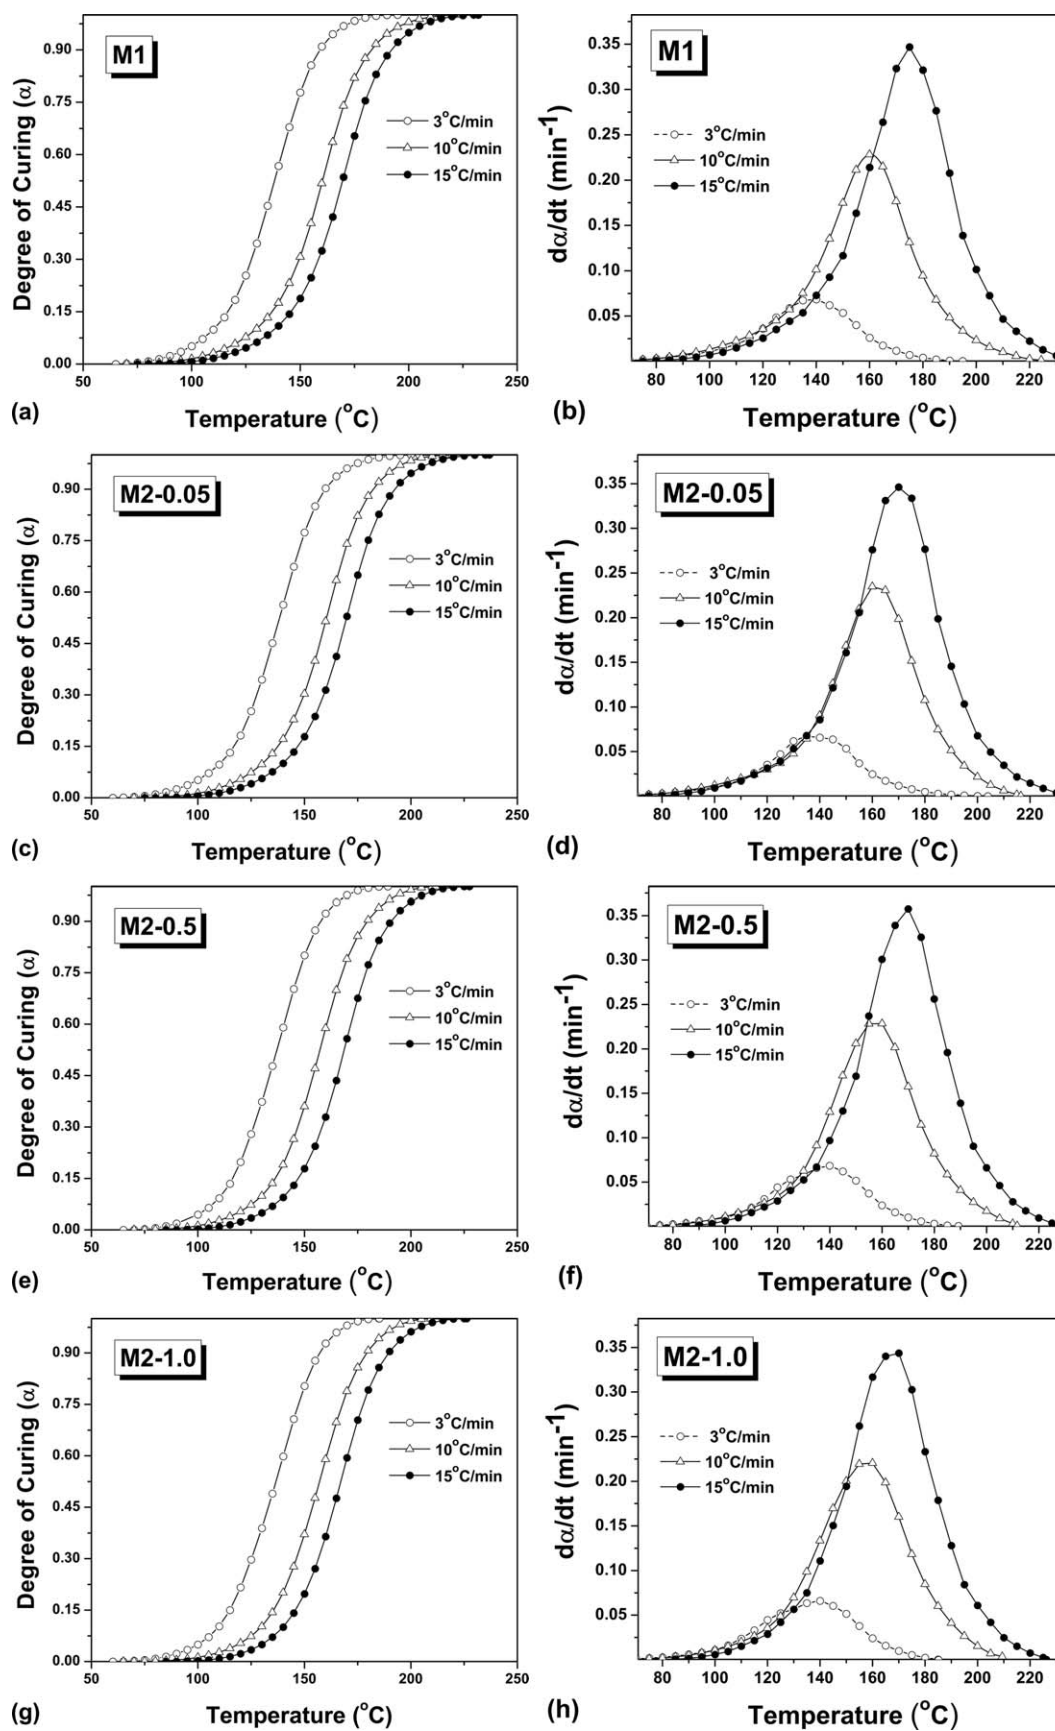 M1
Degree of Curing (α)
0.90
0.75
0.60
0.45
0.30
0.15
0.00
3°C/min
10°C/min
15°C/min
50 100 150 200 250
(a) Temperature (°C)
M1
dα/dt (min-1)
0.35
0.30
0.25
0.20
0.15
0.10
0.05
3°C/min
10°C/min
15°C/min
80 100 120 140 160 180 200 220
(b) Temperature (°C)
M2-0.05
Degree of Curing (α)
0.90
0.75
0.60
0.45
0.30
0.15
0.00
3°C/min
10°C/min
15°C/min
50 100 150 200 250
(c) Temperature (°C)
M2-0.05
dα/dt (min-1)
0.35
0.30
0.25
0.20
0.15
0.10
0.05
3°C/min
10°C/min
15°C/min
80 100 120 140 160 180 200 220
(d) Temperature (°C)
M2-0.5
Degree of Curing (α)
0.90
0.75
0.60
0.45
0.30
0.15
0.00
3°C/min
10°C/min
15°C/min
50 100 150 200 250
(e) Temperature (°C)
M2-0.5
dα/dt (min-1)
0.35
0.30
0.25
0.20
0.15
0.10
0.05
3°C/min
10°C/min
15°C/min
80 100 120 140 160 180 200 220
(f) Temperature (°C)
M2-1.0
Degree of Curing (α)
0.90
0.75
0.60
0.45
0.30
0.15
0.00
3°C/min
10°C/min
15°C/min
50 100 150 200 250
(g) Temperature (°C)
M2-1.0
dα/dt (min-1)
0.35
0.30
0.25
0.20
0.15
0.10
0.05
3°C/min
10°C/min
15°C/min
80 100 120 140 160 180 200 220
(h) Temperature (°C)